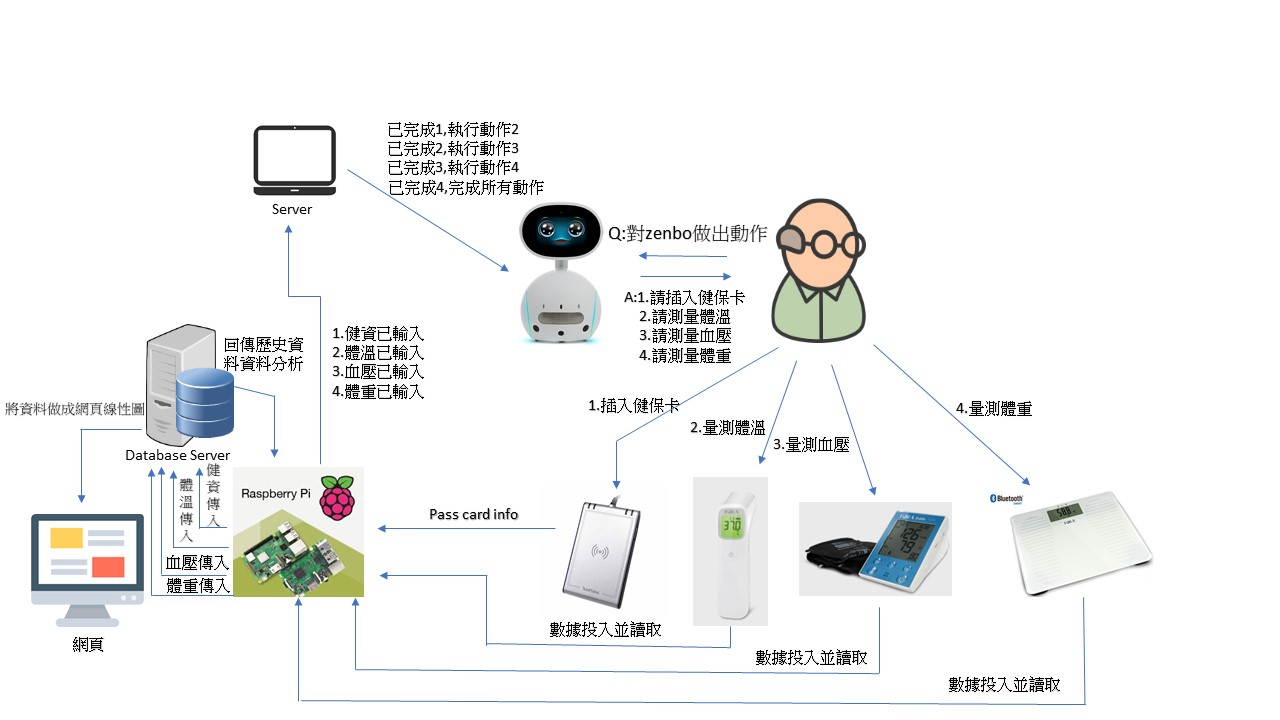 已完成1,執行動作2
已完成2,執行動作3
已完成3,執行動作4
已完成4,完成所有動作
Server
Q:對zenbo做出動作
A:1.請插入健保卡
2.請測量體溫
3.請測量血壓
4.請測量體重
1.健資已輸入
2.體溫已輸入
3.血壓已輸入
4.體重已輸入
回傳歷史資
料資料分析
將資料做成網頁線性圖
Database Server
1.插入健保卡
2.量測體溫
3.量測血壓
4.量測體重
健資傳入
體溫傳入
血壓傳入
體重傳入
Raspberry Pi
Pass card info
Bluetooth
37.0
126
79
80
58.8
網頁
數據投入並讀取
數據投入並讀取
數據投入並讀取